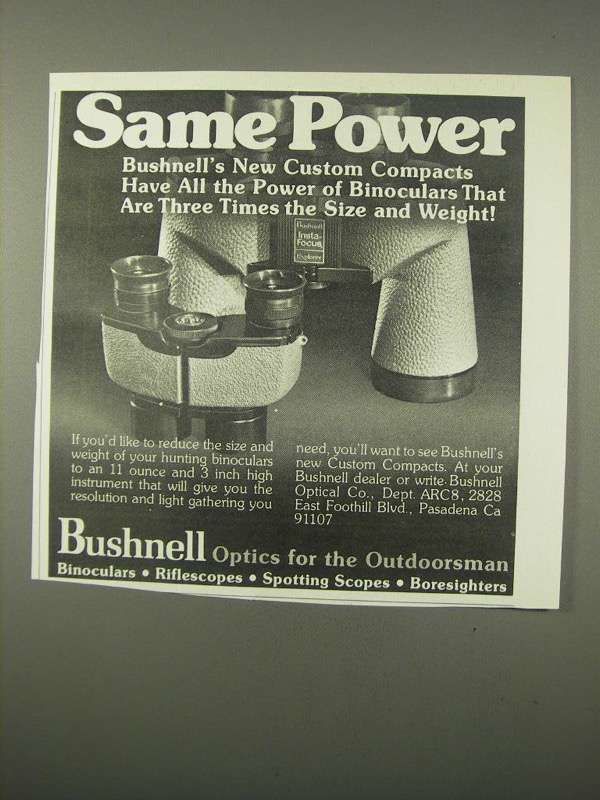 Same Power
Bushnell's New Custom Compacts
Have All the Power of Binoculars That
Are Three Times the Size and Weight!
Bushnell
Insta-
Focus
Explorer
If you'd like to reduce the size and
weight of your hunting binoculars
to an 11 ounce and 3 inch high
instrument that will give you the
resolution and light gathering you
need, you'll want to see Bushnell's
new Custom Compacts. At your
Bushnell dealer or write Bushnell
Optical Co., Dept. ARC8, 2828
East Foothill Blvd., Pasadena Ca
91107
Bushnell Optics for the Outdoorsman
Binoculars • Riflescopes • Spotting Scopes • Boresighters